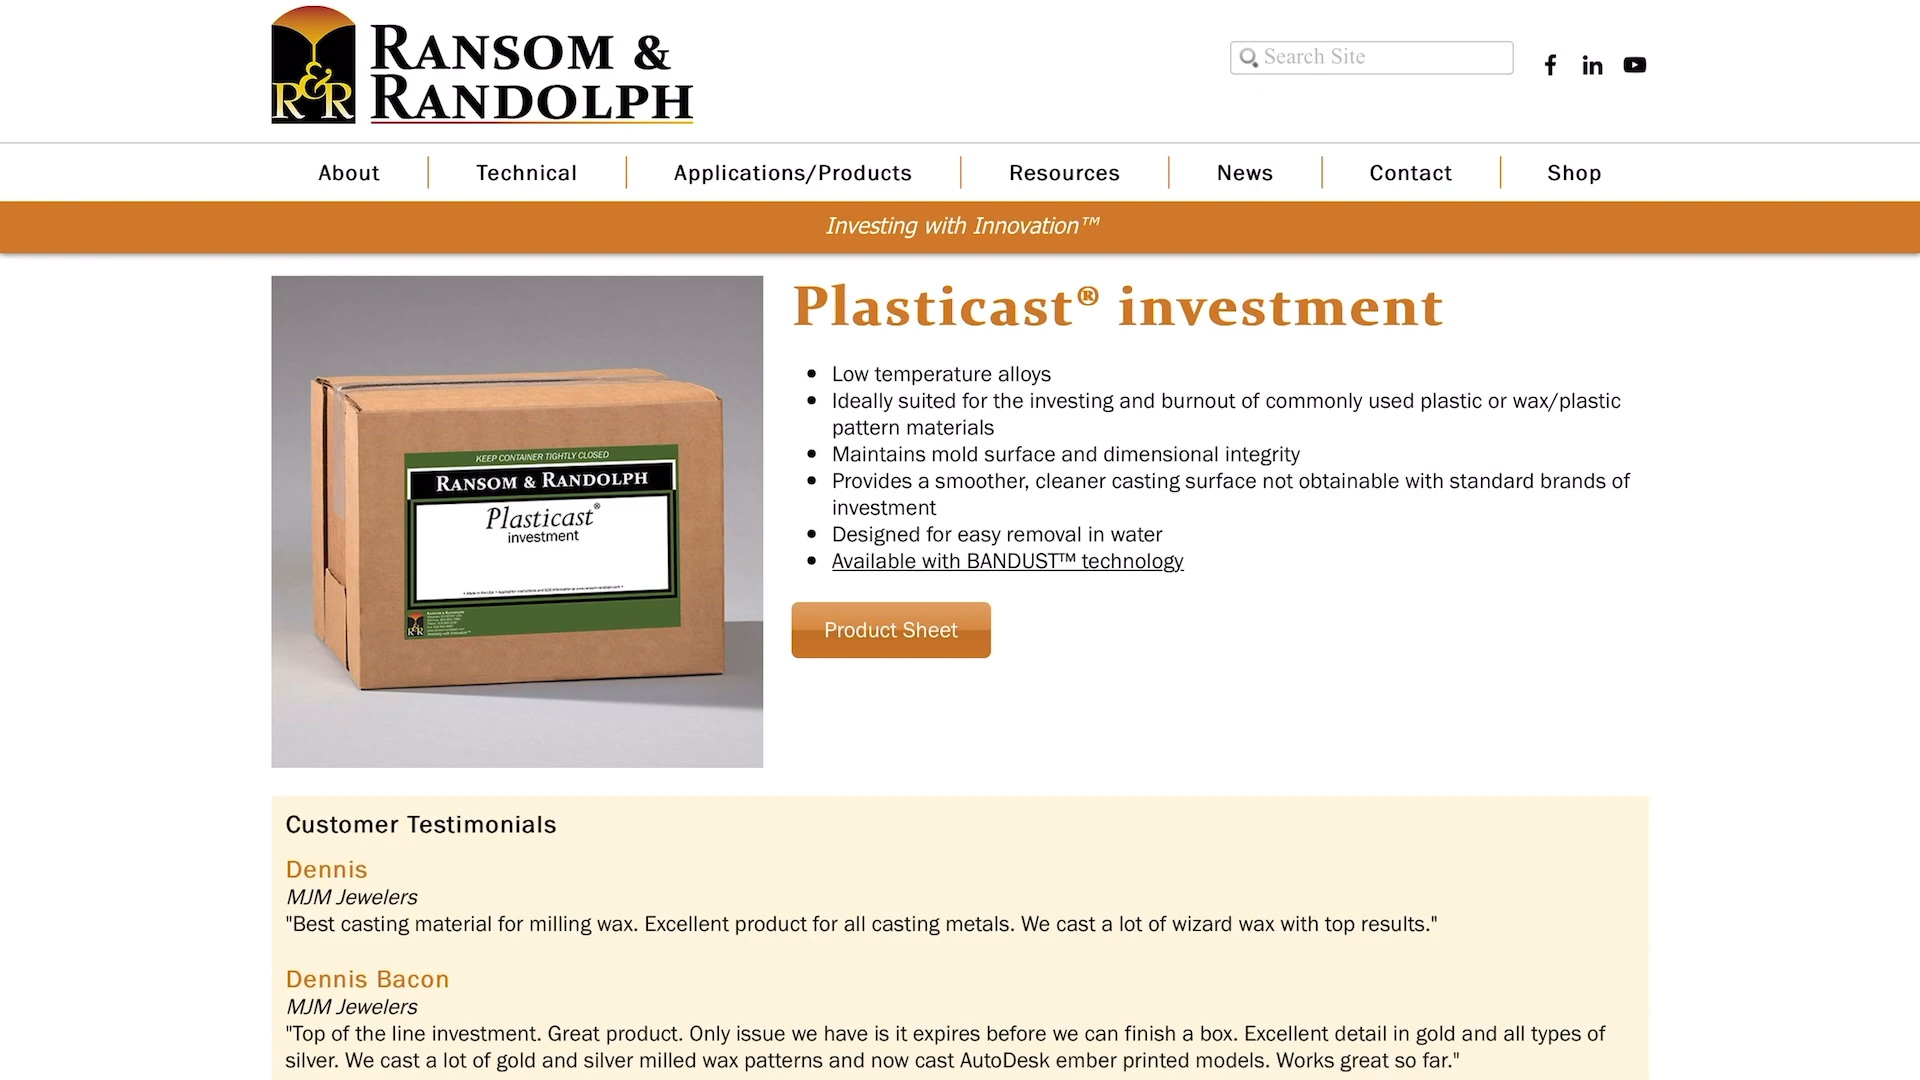 R&R RANSOM &
RANDOLPH
Search Site
About
Technical
Applications/Products
Resources
News
Contact
Shop
Investing with Innovation™
KEEP CONTAINER TIGHTLY CLOSED
RANSOM & RANDOLPH
Plasticast®
investment
R&R
Plasticast® investment
• Low temperature alloys
• Ideally suited for the investing and burnout of commonly used plastic or wax/plastic
pattern materials
• Maintains mold surface and dimensional integrity
• Provides a smoother, cleaner casting surface not obtainable with standard brands of
investment
• Designed for easy removal in water
• Available with BANDUST™ technology
Product Sheet
Customer Testimonials
Dennis
MJM Jewelers
"Best casting material for milling wax. Excellent product for all casting metals. We cast a lot of wizard wax with top results."
Dennis Bacon
MJM Jewelers
"Top of the line investment. Great product. Only issue we have is it expires before we can finish a box. Excellent detail in gold and all types of
silver. We cast a lot of gold and silver milled wax patterns and now cast AutoDesk ember printed models. Works great so far."